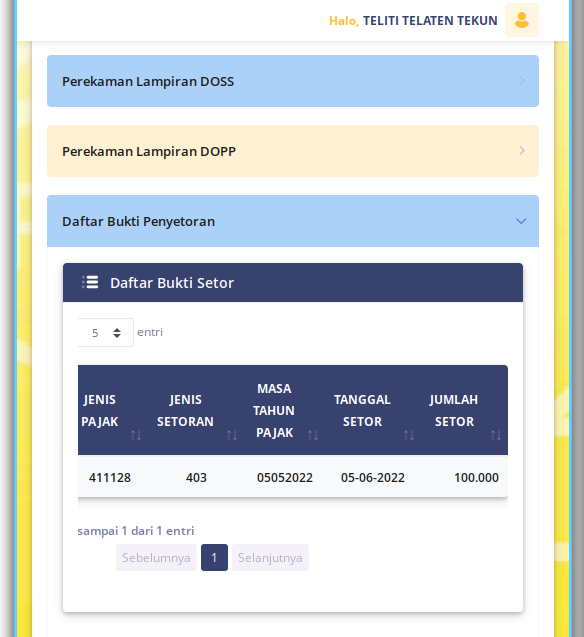 Halo, TELITI TELATEN TEKUN
Perekaman Lampiran DOSS
Perekaman Lampiran DOPP
Daftar Bukti Penyetoran
Daftar Bukti Setor
5 entri
JENIS PAJAK
JENIS SETORAN
MASA TAHUN PAJAK
TANGGAL SETOR
JUMLAH SETOR
411128 403 05052022 05-06-2022 100.000
sampai 1 dari 1 entri
Sebelumnya 1 Selanjutnya